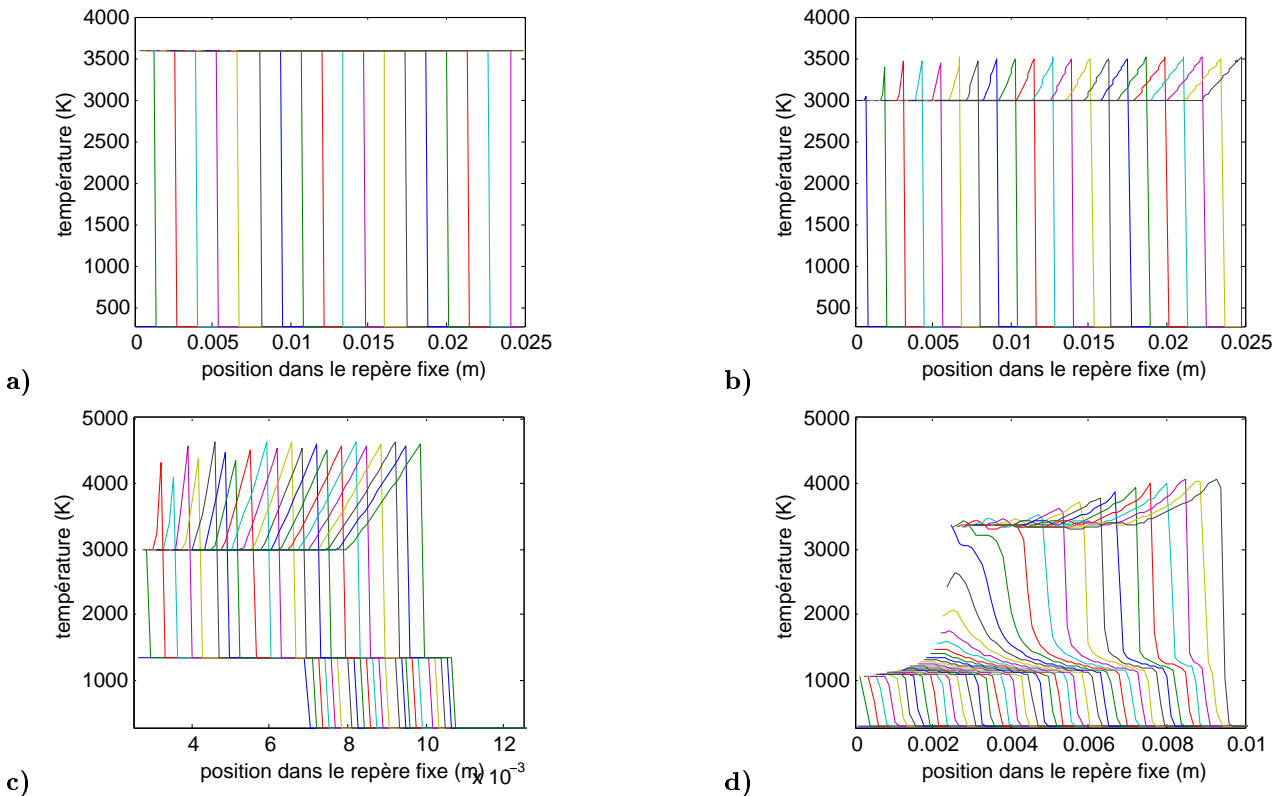 4000
3500
3000
2500
2000
1500
1000
500
température (K)
0 0.005 0.01 0.015 0.02 0.025
position dans le repère fixe (m)
a)
4000
3500
3000
2500
2000
1500
1000
500
température (K)
0 0.005 0.01 0.015 0.02 0.025
position dans le repère fixe (m)
b)
5000
4000
3000
2000
1000
température (K)
4 6 8 10 12
position dans le repère fixe (m)
x 10⁻³
c)
5000
4000
3000
2000
1000
température (K)
0 0.002 0.004 0.006 0.008 0.01
position dans le repère fixe (m)
d)